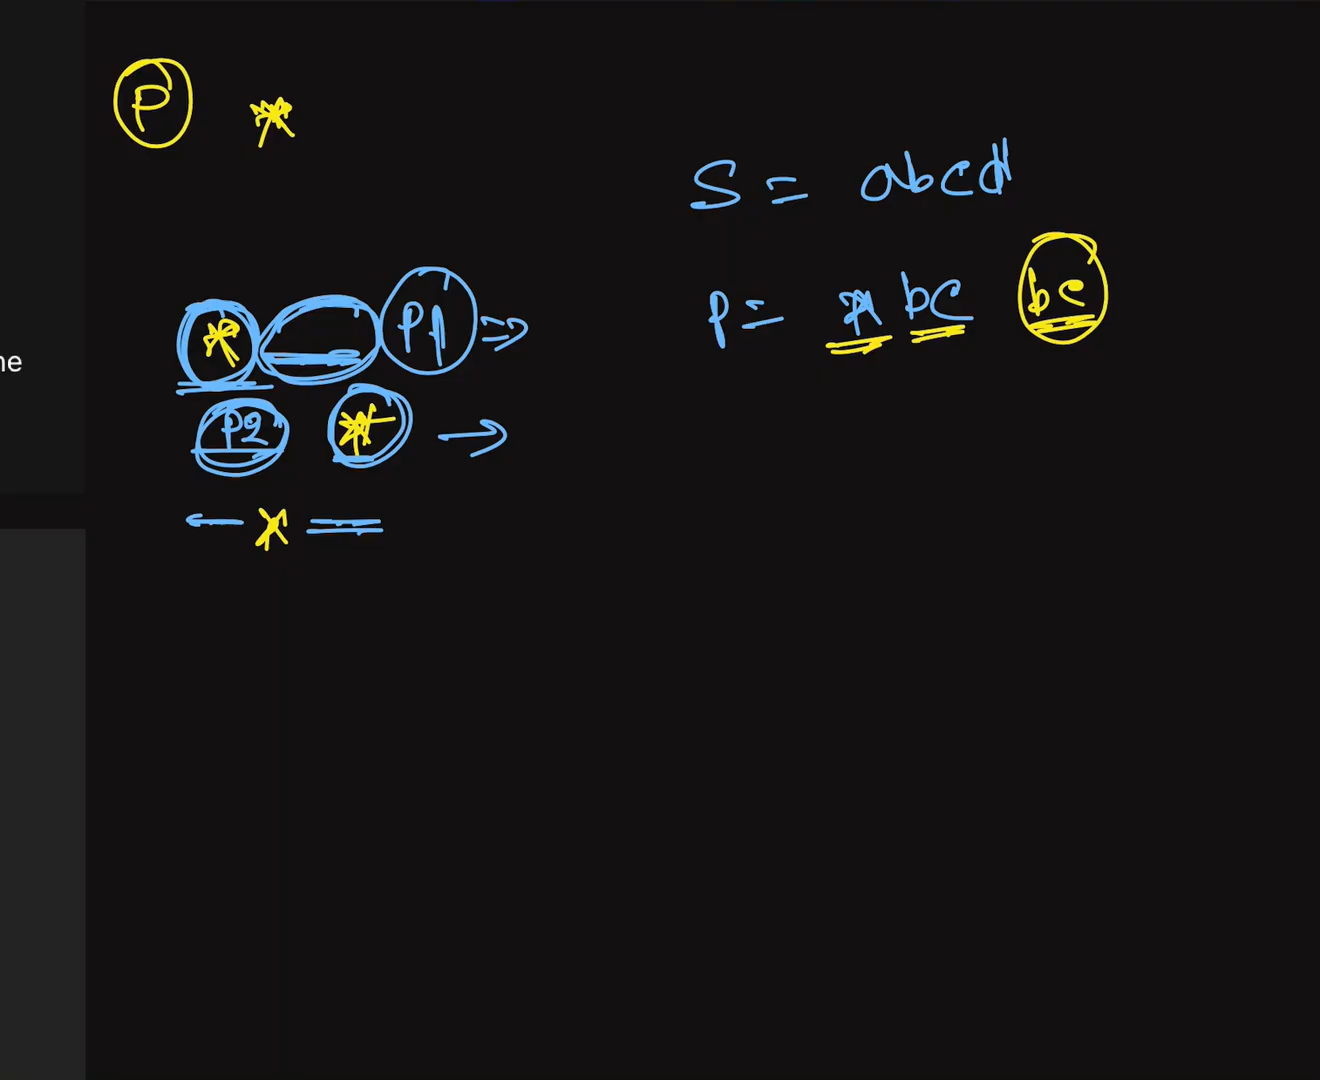 P *
S = abcd
* P1 =>
p = * bc bc
P2 * →
— * =
ne